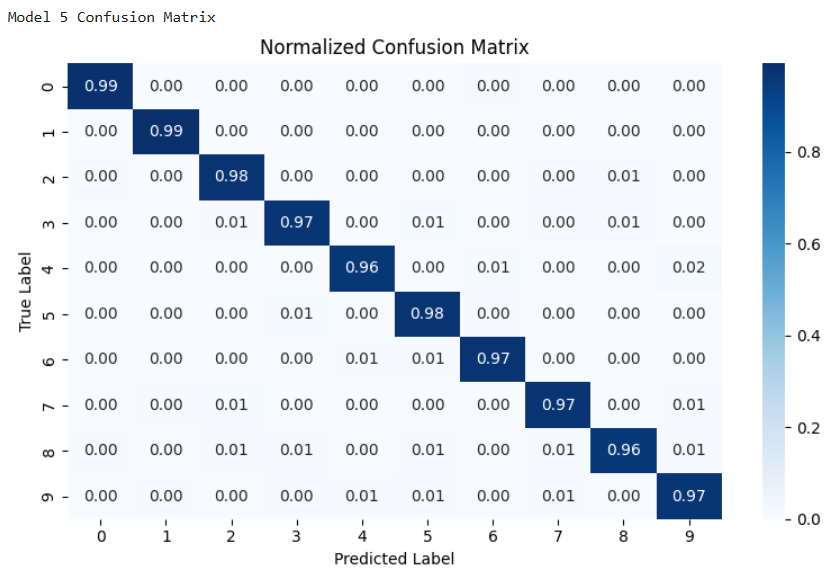 Model 5 Confusion Matrix
Normalized Confusion Matrix
0 0.99 0.00 0.00 0.00 0.00 0.00 0.00 0.00 0.00 0.00
1 0.00 0.99 0.00 0.00 0.00 0.00 0.00 0.00 0.00 0.00
0.8
2 0.00 0.00 0.98 0.00 0.00 0.00 0.00 0.00 0.01 0.00
3 0.00 0.00 0.01 0.97 0.00 0.01 0.00 0.00 0.01 0.00
0.6
True Label
4 0.00 0.00 0.00 0.00 0.96 0.00 0.01 0.00 0.00 0.02
5 0.00 0.00 0.00 0.01 0.00 0.98 0.00 0.00 0.00 0.00
0.4
6 0.00 0.00 0.00 0.00 0.01 0.01 0.97 0.00 0.00 0.00
7 0.00 0.00 0.01 0.00 0.00 0.00 0.00 0.97 0.00 0.01
0.2
8 0.00 0.00 0.01 0.01 0.00 0.01 0.00 0.01 0.96 0.01
9 0.00 0.00 0.00 0.00 0.01 0.01 0.00 0.01 0.00 0.97
0.0
0 1 2 3 4 5 6 7 8 9
Predicted Label